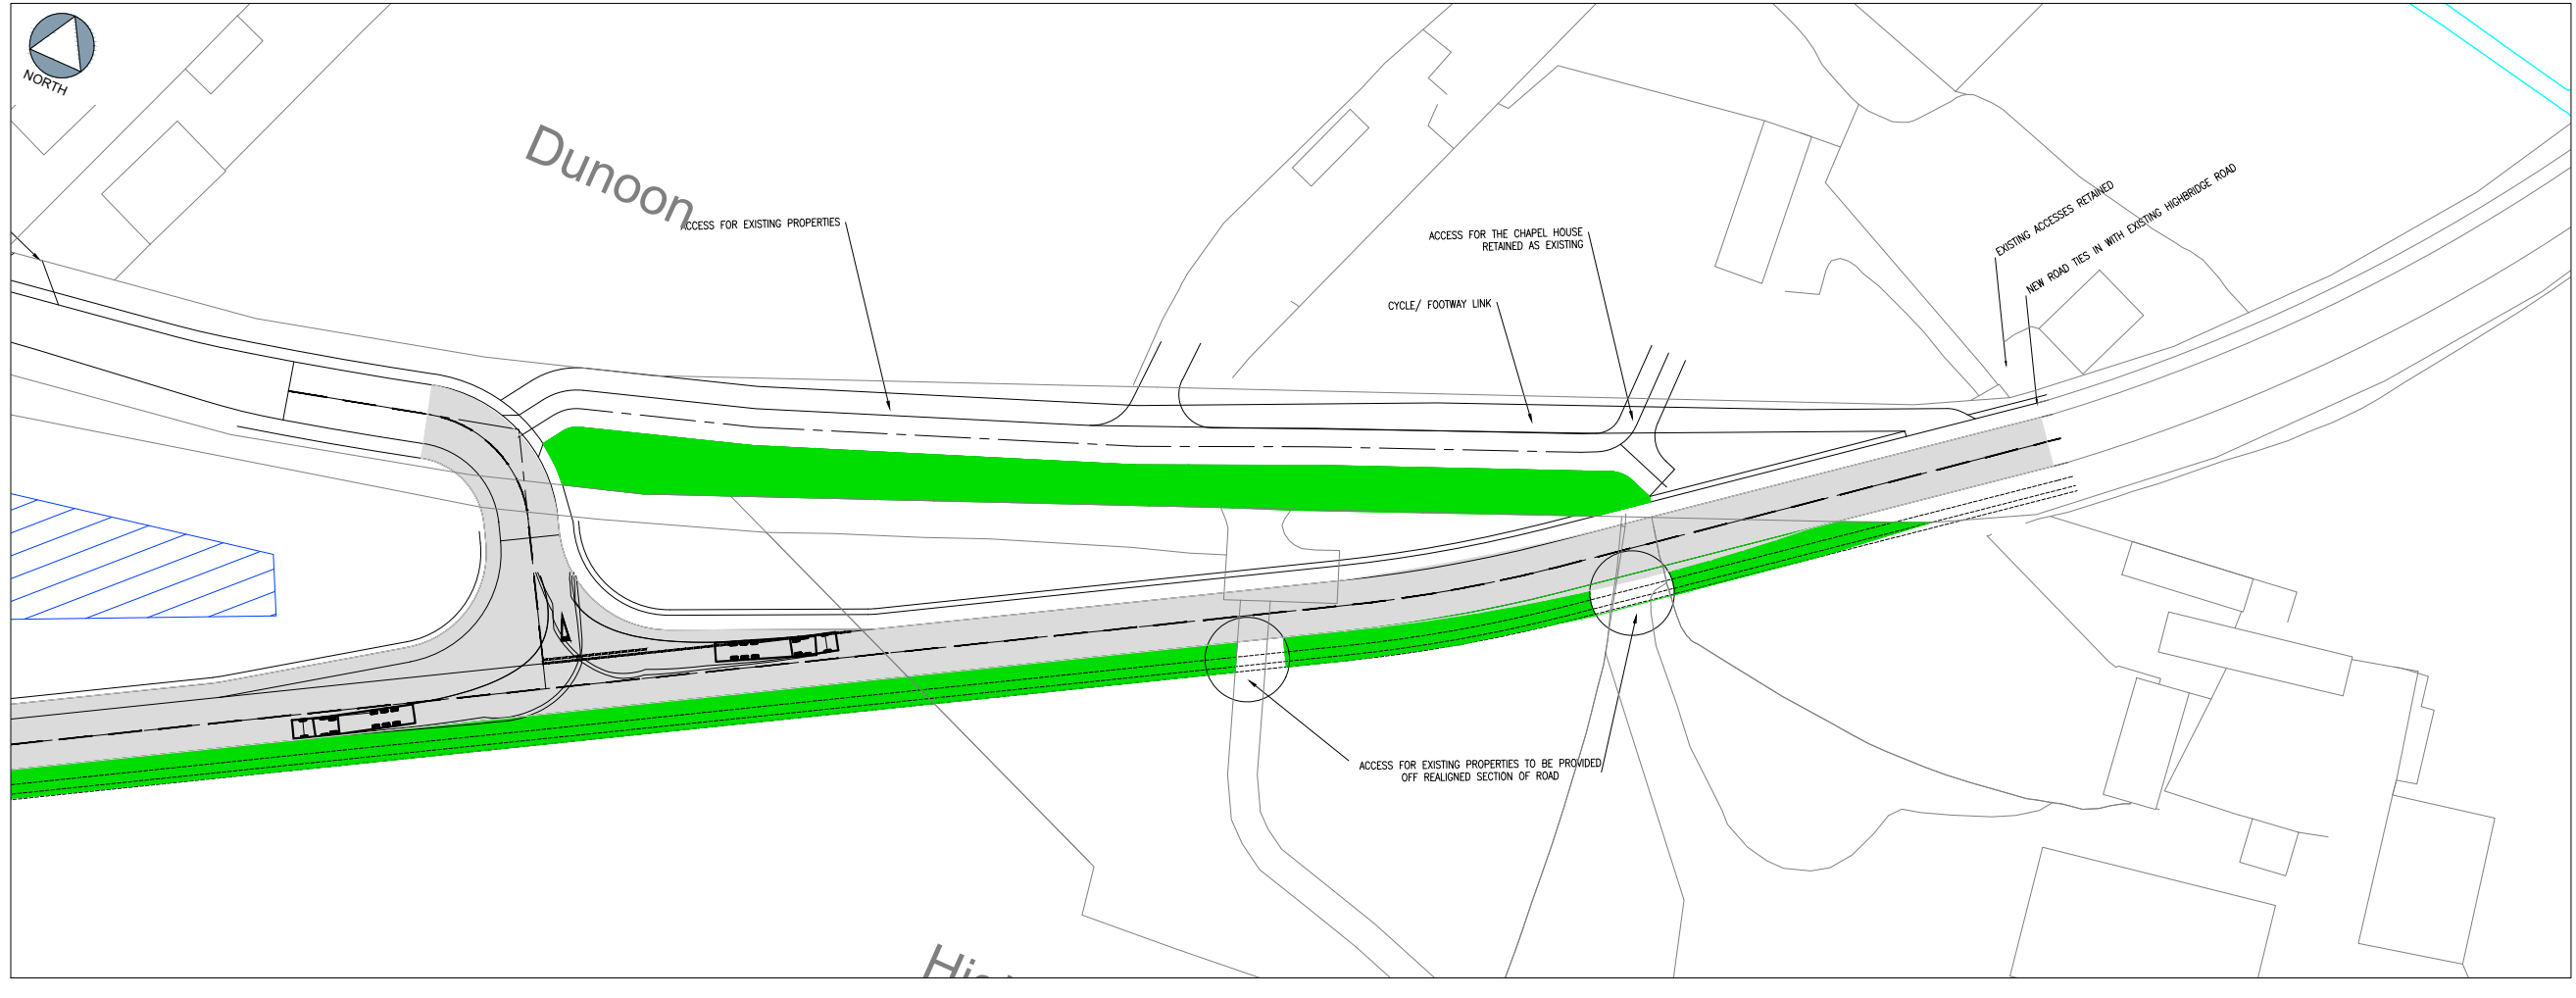 NORTH
Dunoon
ACCESS FOR EXISTING PROPERTIES
ACCESS FOR THE CHAPEL HOUSE
RETAINED AS EXISTING
CYCLE/ FOOTWAY LINK
EXISTING ACCESSES RETAINED
NEW ROAD TIES IN WITH EXISTING HIGHBRIDGE ROAD
ACCESS FOR EXISTING PROPERTIES TO BE PROVIDED
OFF REALIGNED SECTION OF ROAD